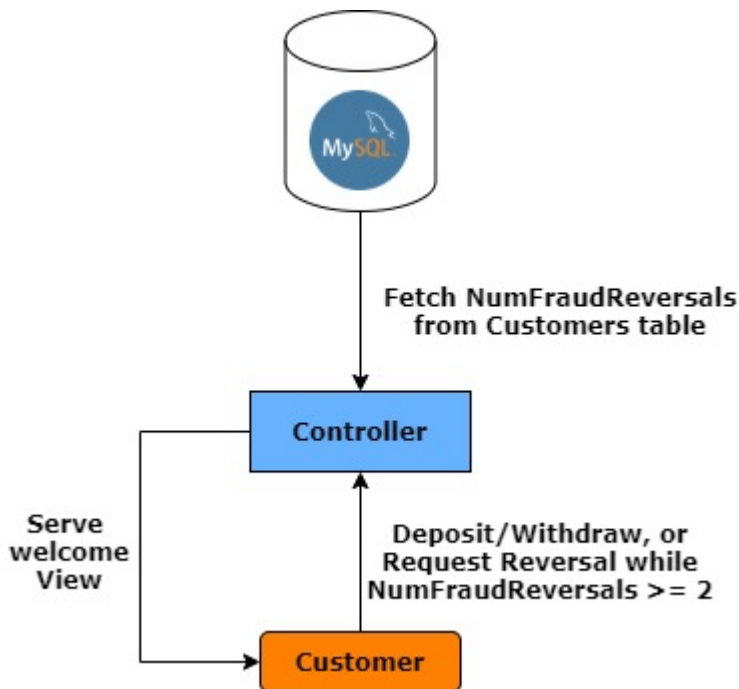 MySQL
Fetch NumFraudReversals
from Customers table
Controller
Serve
welcome
View
Deposit/Withdraw, or
Request Reversal while
NumFraudReversals >= 2
Customer